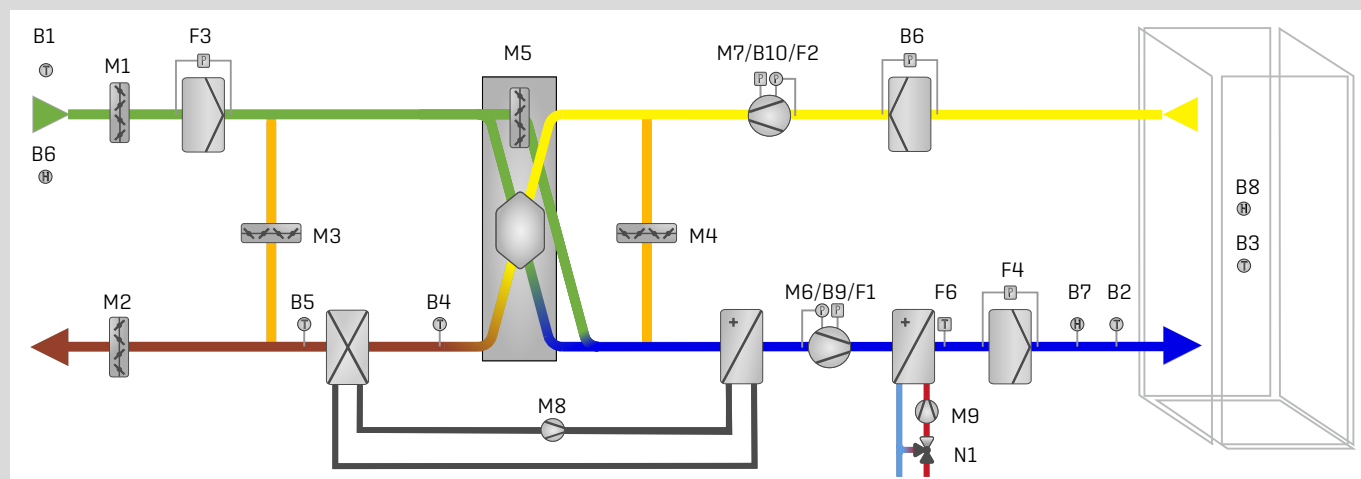 B1
F3
M5
M7/B10/F2
B6
T
M1
P
P
P
P
B6
H
B8
H
M3
M4
B3
T
M2
B5
T
B4
T
M6/B9/F1
P
P
F6
T
F4
P
B7
H
B2
T
+
+
M8
M9
N1